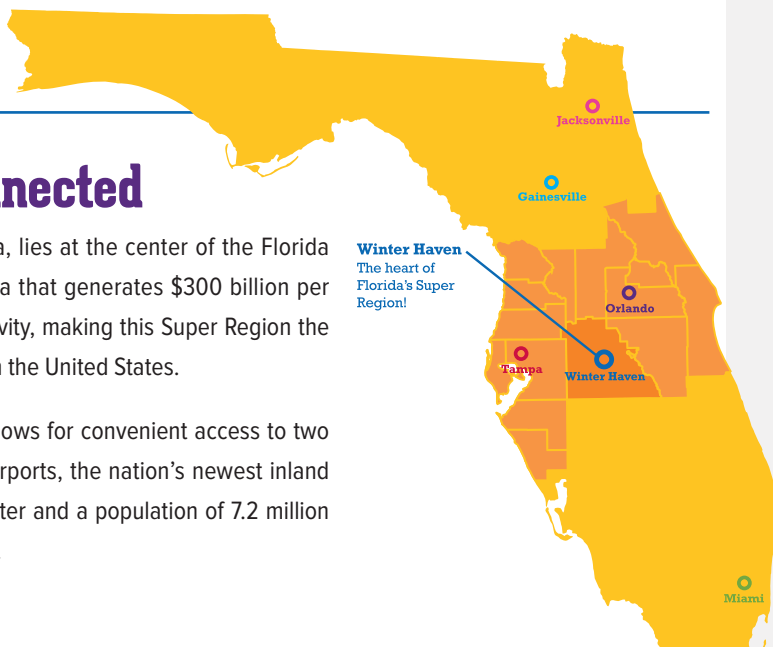 nnected
, lies at the center of the Florida
that generates $300 billion per
vity, making this Super Region the
the United States.
ows for convenient access to two
rports, the nation's newest inland
ter and a population of 7.2 million
Winter Haven
The heart of
Florida's Super
Region!
Jacksonville
Gainesville
Orlando
Tampa
Winter Haven
Miami